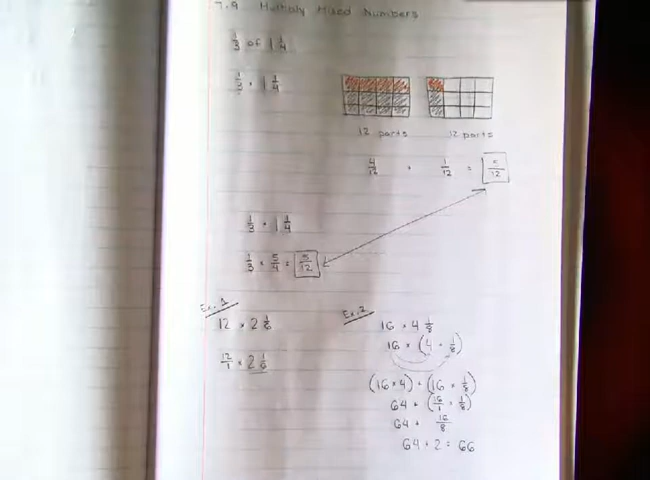 7.9 Multiply Mixed Numbers
1/3 of 1 1/4
1/3 · 1 1/4
12 parts 12 parts
4/12 + 1/12 = 5/12
1/3 · 1 1/4
1/3 × 5/4 = 5/12
Ex. 1
12 × 2 1/6
12/1 × 2 1/6
Ex. 2
16 × 4 1/8
16 × (4 + 1/8)
(16 × 4) + (16 × 1/8)
64 + (16/1 × 1/8)
64 + 16/8
64 + 2 = 66